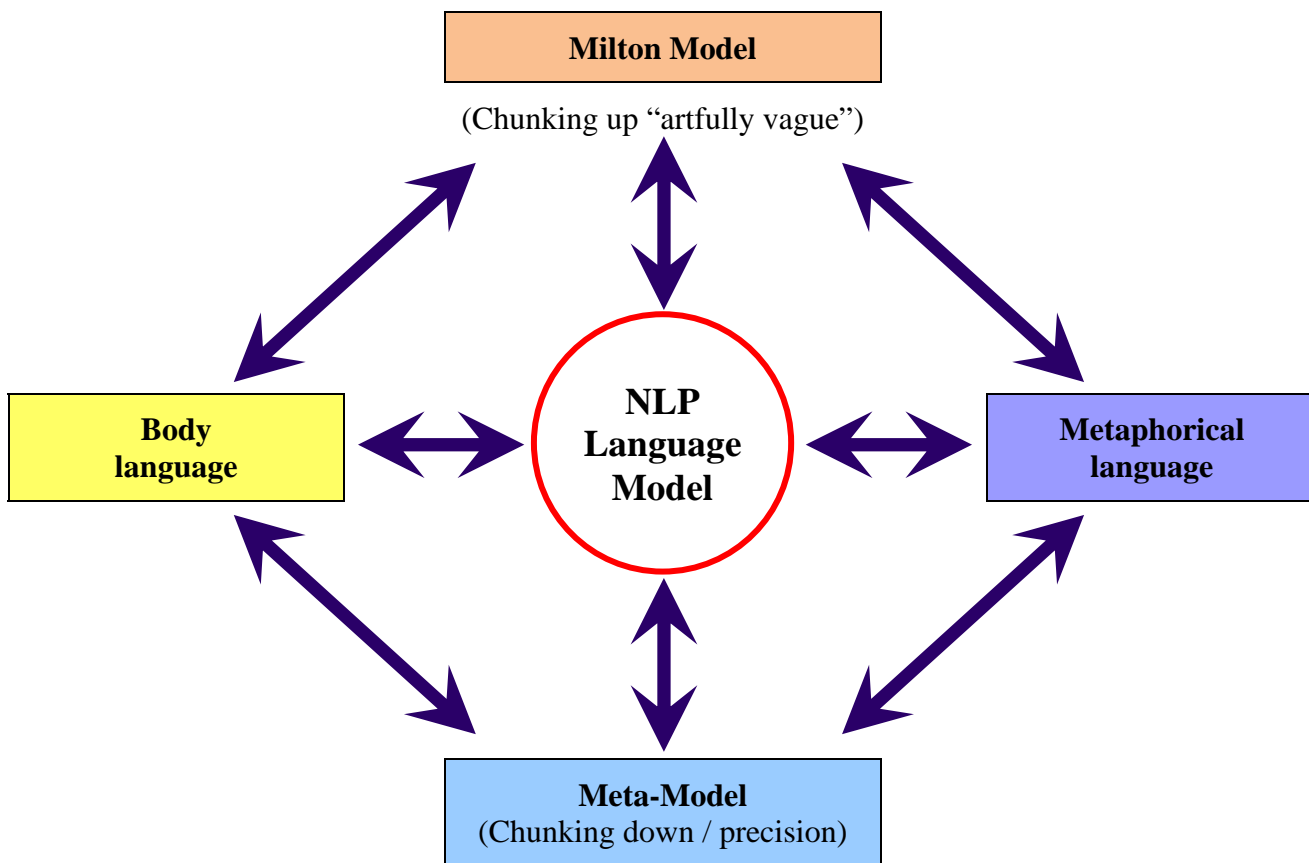 Milton Model
(Chunking up “artfully vague”)
Body
language
NLP
Language
Model
Metaphorical
language
Meta-Model
(Chunking down / precision)